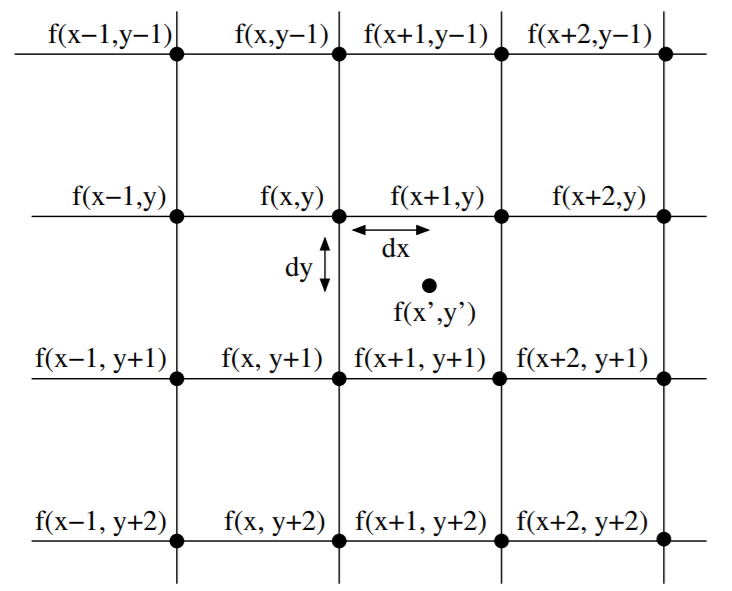 f(x−1,y−1) f(x,y−1) f(x+1,y−1) f(x+2,y−1)
f(x−1,y) f(x,y) f(x+1,y) f(x+2,y)
dx
dy
f(x’,y’)
f(x−1, y+1) f(x, y+1) f(x+1, y+1) f(x+2, y+1)
f(x−1, y+2) f(x, y+2) f(x+1, y+2) f(x+2, y+2)